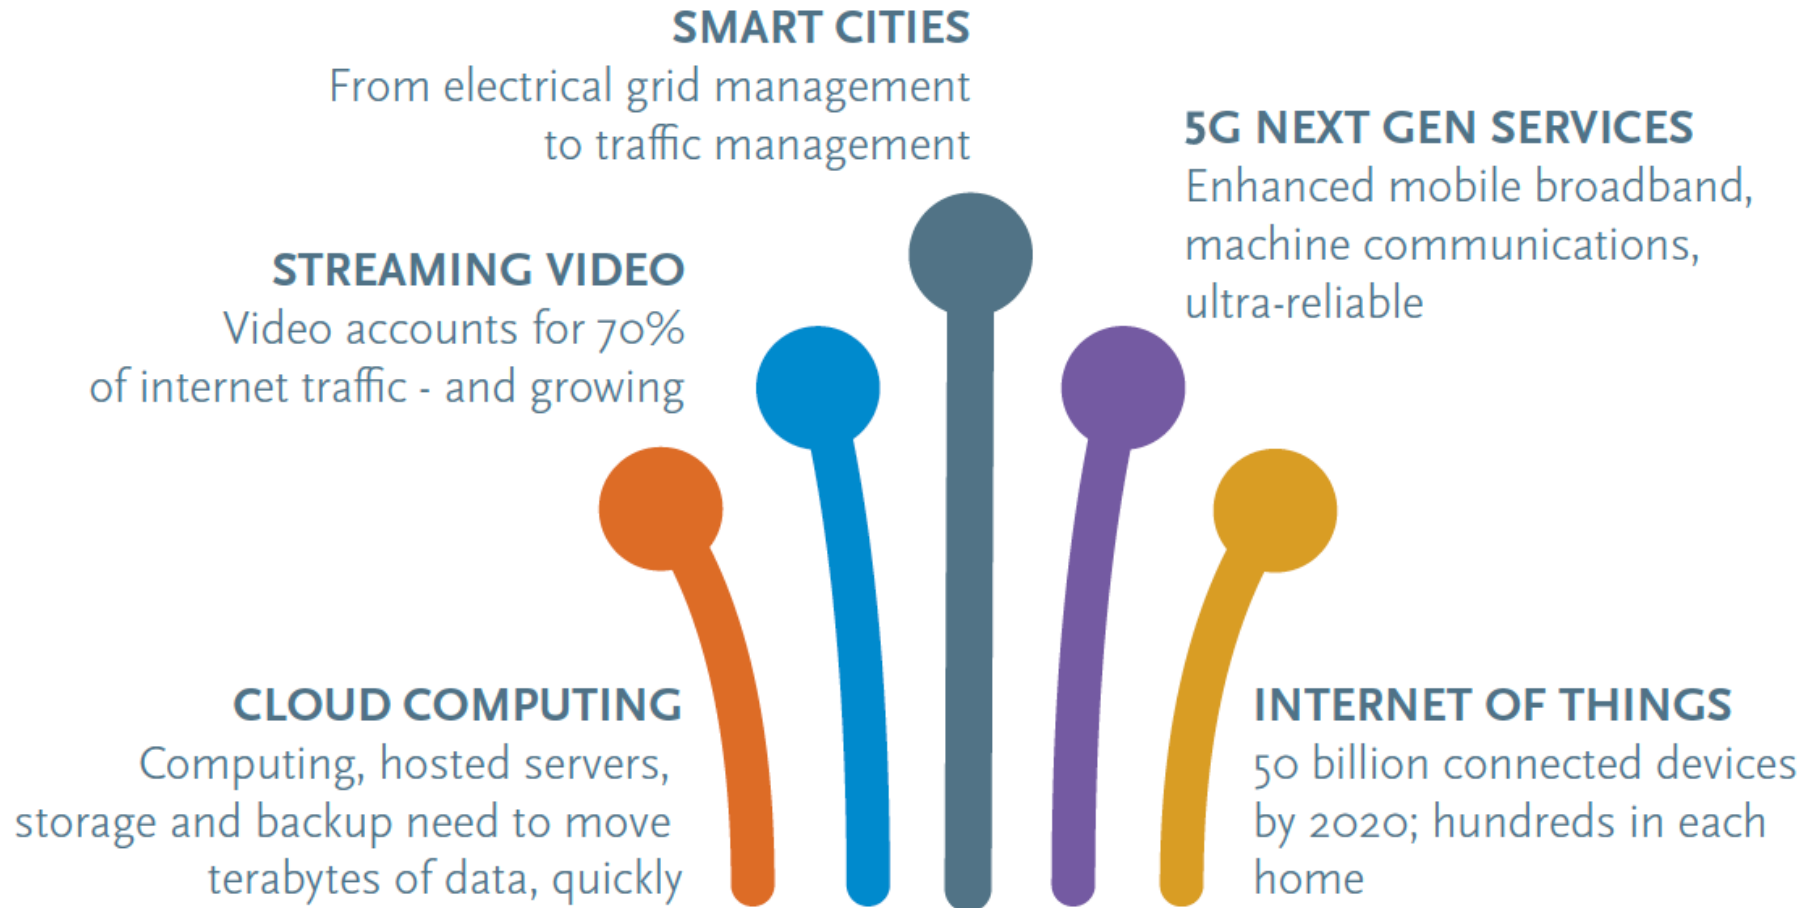 SMART CITIES
From electrical grid management
to traffic management
5G NEXT GEN SERVICES
Enhanced mobile broadband,
machine communications,
ultra-reliable
STREAMING VIDEO
Video accounts for 70%
of internet traffic - and growing
CLOUD COMPUTING
Computing, hosted servers,
storage and backup need to move
terabytes of data, quickly
INTERNET OF THINGS
50 billion connected devices
by 2020; hundreds in each
home